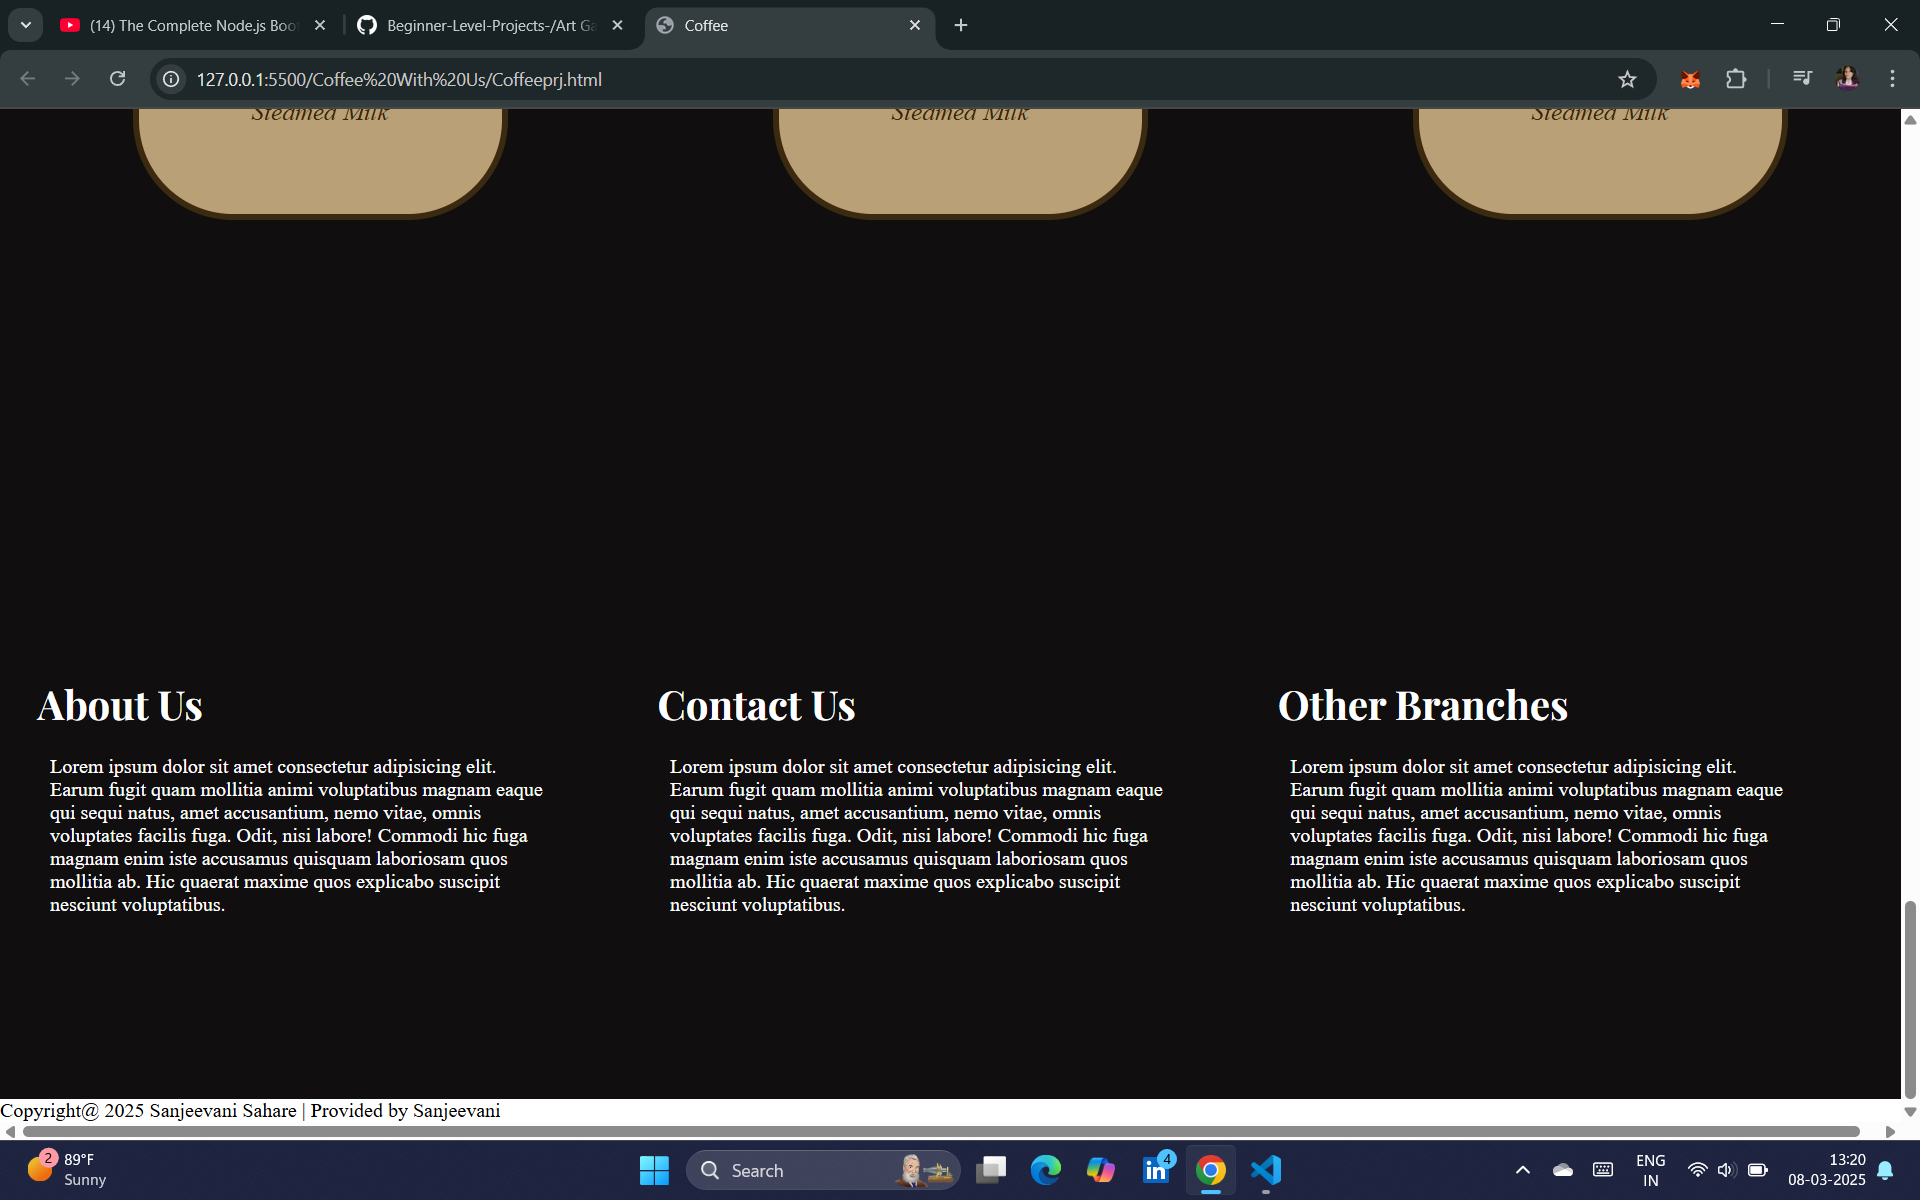 (14) The Complete Node.js Boo
Beginner-Level-Projects-/Art Ga
Coffee
127.0.0.1:5500/Coffee%20With%20Us/Coffeeprj.html
Steamed Milk
Steamed Milk
Steamed Milk
About Us
Lorem ipsum dolor sit amet consectetur adipisicing elit.
Earum fugit quam mollitia animi voluptatibus magnam eaque
qui sequi natus, amet accusantium, nemo vitae, omnis
voluptates facilis fuga. Odit, nisi labore! Commodi hic fuga
magnam enim iste accusamus quisquam laboriosam quos
mollitia ab. Hic quaerat maxime quos explicabo suscipit
nesciunt voluptatibus.
Contact Us
Lorem ipsum dolor sit amet consectetur adipisicing elit.
Earum fugit quam mollitia animi voluptatibus magnam eaque
qui sequi natus, amet accusantium, nemo vitae, omnis
voluptates facilis fuga. Odit, nisi labore! Commodi hic fuga
magnam enim iste accusamus quisquam laboriosam quos
mollitia ab. Hic quaerat maxime quos explicabo suscipit
nesciunt voluptatibus.
Other Branches
Lorem ipsum dolor sit amet consectetur adipisicing elit.
Earum fugit quam mollitia animi voluptatibus magnam eaque
qui sequi natus, amet accusantium, nemo vitae, omnis
voluptates facilis fuga. Odit, nisi labore! Commodi hic fuga
magnam enim iste accusamus quisquam laboriosam quos
mollitia ab. Hic quaerat maxime quos explicabo suscipit
nesciunt voluptatibus.
Copyright@ 2025 Sanjeevani Sahare | Provided by Sanjeevani
2
89°F
Sunny
Search
in
4
ENG
IN
13:20
08-03-2025